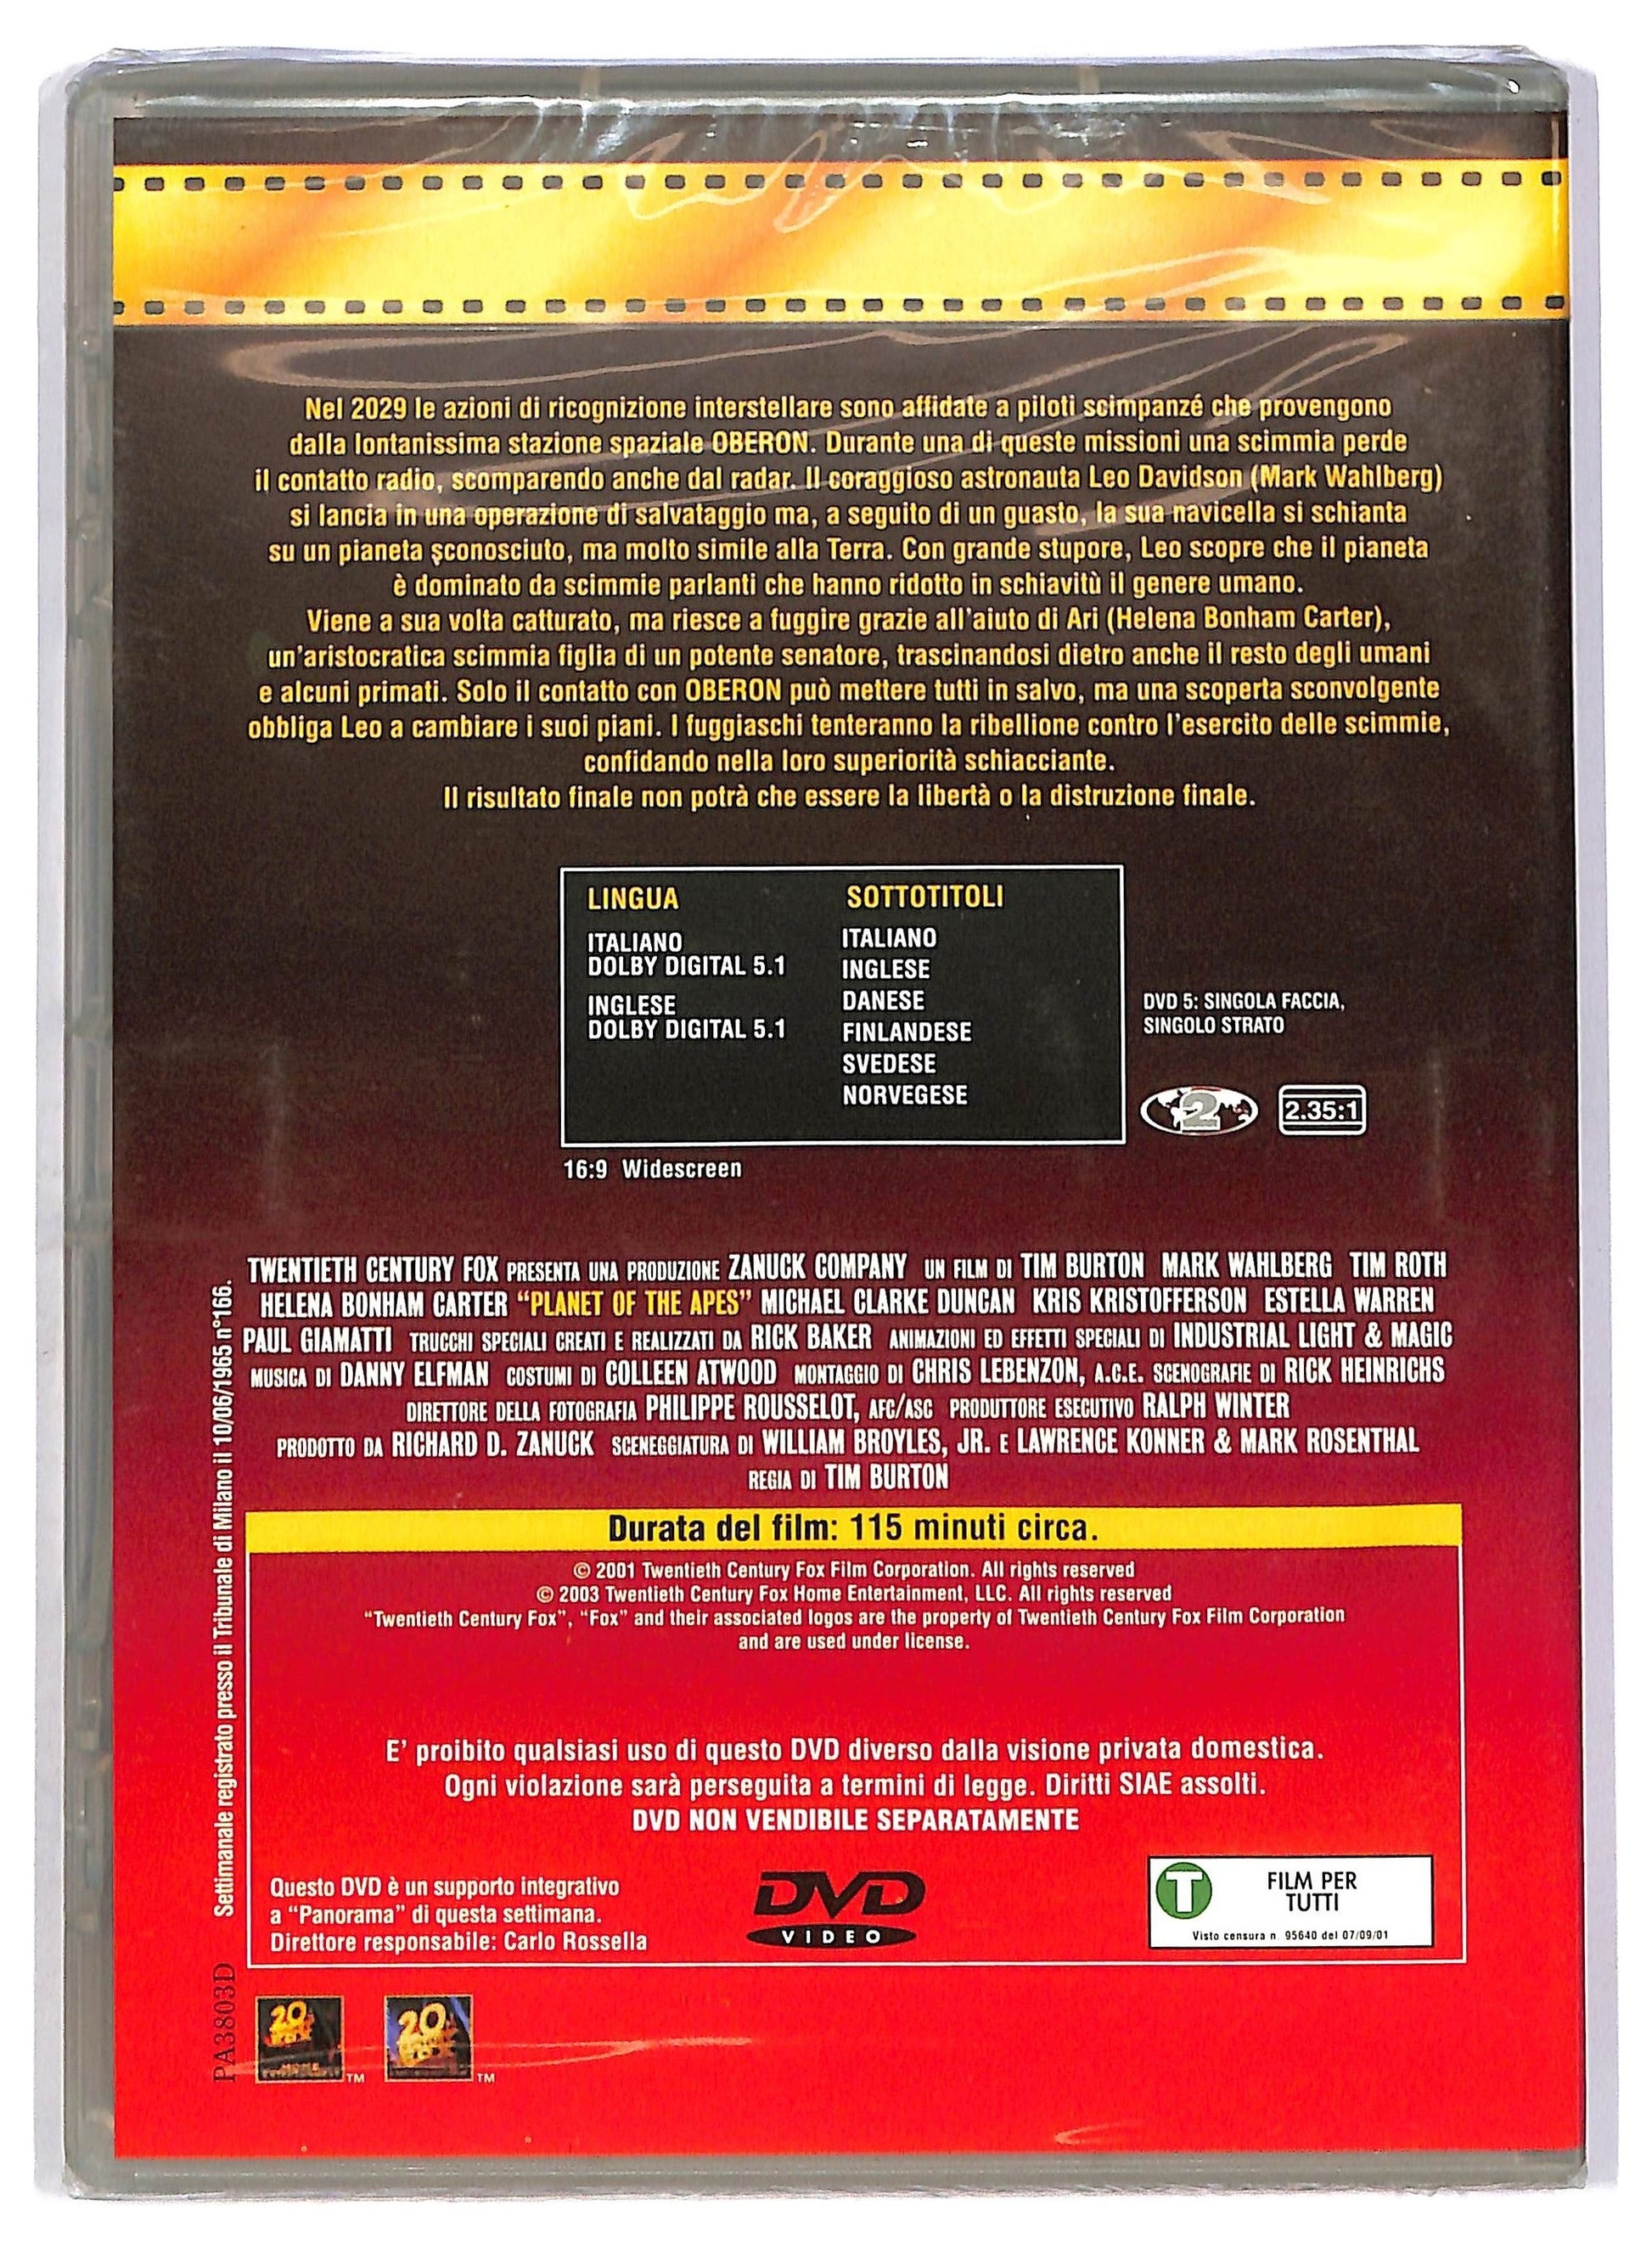 Nel 2029 le azioni di ricognizione interstellare sono affidate a piloti scimpanzé che provengono
dalla lontanissima stazione spaziale OBERON. Durante una di queste missioni una scimmia perde
il contatto radio, scomparendo anche dal radar. Il coraggioso astronauta Leo Davidson (Mark Wahlberg)
si lancia in una operazione di salvataggio ma, a seguito di un guasto, la sua navicella si schianta
su un pianeta sconosciuto, ma molto simile alla Terra. Con grande stupore, Leo scopre che il pianeta
è dominato da scimmie parlanti che hanno ridotto in schiavitù il genere umano.
Viene a sua volta catturato, ma riesce a fuggire grazie all'aiuto di Ari (Helena Bonham Carter),
un'aristocratica scimmia figlia di un potente senatore, trascinandosi dietro anche il resto degli umani
e alcuni primati. Solo il contatto con OBERON può mettere tutti in salvo, ma una scoperta sconvolgente
obbliga Leo a cambiare i suoi piani. I fuggiaschi tenteranno la ribellione contro l'esercito delle scimmie,
confidando nella loro superiorità schiacciante.
Il risultato finale non potrà che essere la libertà o la distruzione finale.
LINGUA
ITALIANO
DOLBY DIGITAL 5.1
INGLESE
DOLBY DIGITAL 5.1
SOTTOTITOLI
ITALIANO
INGLESE
DANESE
FINLANDESE
SVEDESE
NORVEGESE
DVD 5: SINGOLA FACCIA,
SINGOLO STRATO
2
2.35:1
16:9 Widescreen
TWENTIETH CENTURY FOX PRESENTA UNA PRODUZIONE ZANUCK COMPANY UN FILM DI TIM BURTON MARK WAHLBERG TIM ROTH
HELENA BONHAM CARTER "PLANET OF THE APES" MICHAEL CLARKE DUNCAN KRIS KRISTOFFERSON ESTELLA WARREN
PAUL GIAMATTI TRUCCHI SPECIALI CREATI E REALIZZATI DA RICK BAKER ANIMAZIONI ED EFFETTI SPECIALI DI INDUSTRIAL LIGHT & MAGIC
MUSICA DI DANNY ELFMAN COSTUMI DI COLLEEN ATWOOD MONTAGGIO DI CHRIS LEBENZON, A.C.E. SCENOGRAFIE DI RICK HEINRICHS
DIRETTORE DELLA FOTOGRAFIA PHILIPPE ROUSSELOT, AFC/ASC PRODUTTORE ESECUTIVO RALPH WINTER
PRODOTTO DA RICHARD D. ZANUCK SCENEGGIATURA DI WILLIAM BROYLES, JR. E LAWRENCE KONNER & MARK ROSENTHAL
REGIA DI TIM BURTON
Durata del film: 115 minuti circa.
© 2001 Twentieth Century Fox Film Corporation. All rights reserved
© 2003 Twentieth Century Fox Home Entertainment, LLC. All rights reserved
"Twentieth Century Fox", "Fox" and their associated logos are the property of Twentieth Century Fox Film Corporation
and are used under license.
E' proibito qualsiasi uso di questo DVD diverso dalla visione privata domestica.
Ogni violazione sarà perseguita a termini di legge. Diritti SIAE assolti.
DVD NON VENDIBILE SEPARATAMENTE
Questo DVD è un supporto integrativo
a "Panorama" di questa settimana.
Direttore responsabile: Carlo Rossella
DVD
VIDEO
T
FILM PER
TUTTI
Visto censura n. 95640 del 07/09/01
Settimanale registrato presso il Tribunale di Milano il 10/06/1965 n°166.
PA3803D
20
TM
20
TM